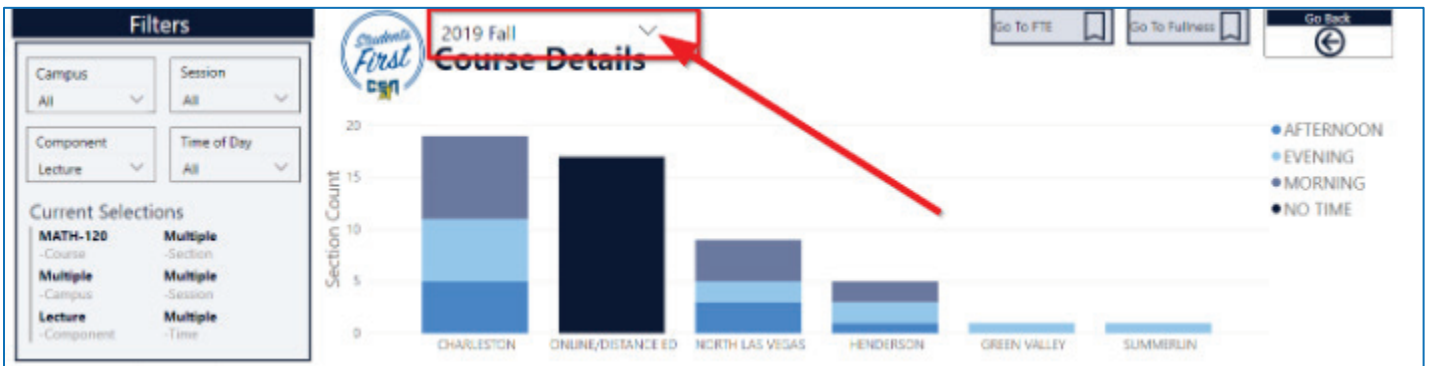 Filters
Campus
All
Session
All
Component
Lecture
Time of Day
All
Current Selections
MATH-120
-Course
Multiple
-Section
Multiple
-Campus
Multiple
-Session
Lecture
-Component
Multiple
-Time
Students
First
CSN
2019 Fall
Course Details
Go To FTE
Go To Fullness
Go Back
Section Count
20
15
10
5
0
CHARLESTON
ONLINE/DISTANCE ED
NORTH LAS VEGAS
HENDERSON
GREEN VALLEY
SUMMERLIN
AFTERNOON
EVENING
MORNING
NO TIME